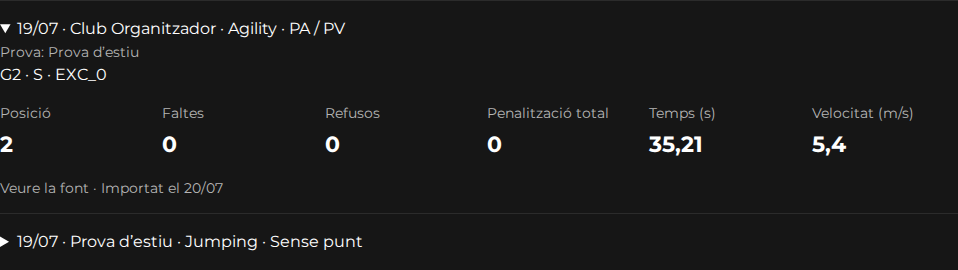 ▼ 19/07 · Club Organitzador · Agility · PA / PV
Prova: Prova d’estiu
G2 · S · EXC_0
Posició Faltes Refusos Penalització total Temps (s) Velocitat (m/s)
2 0 0 0 35,21 5,4
Veure la font · Importat el 20/07
▶ 19/07 · Prova d’estiu · Jumping · Sense punt